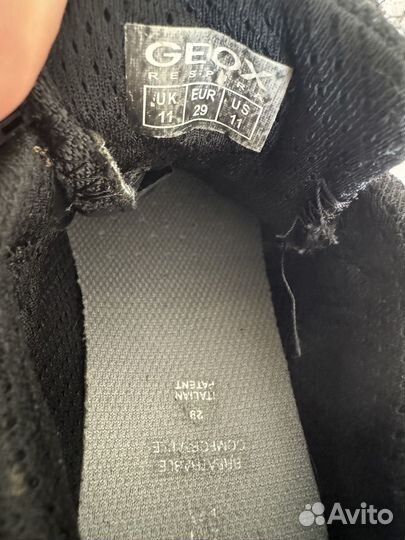 GEOX
RESPIRA
UK EUR US
11 29 11
29
ITALIAN
PATENT
BREATHABLE
COMFORTABLE
Avito